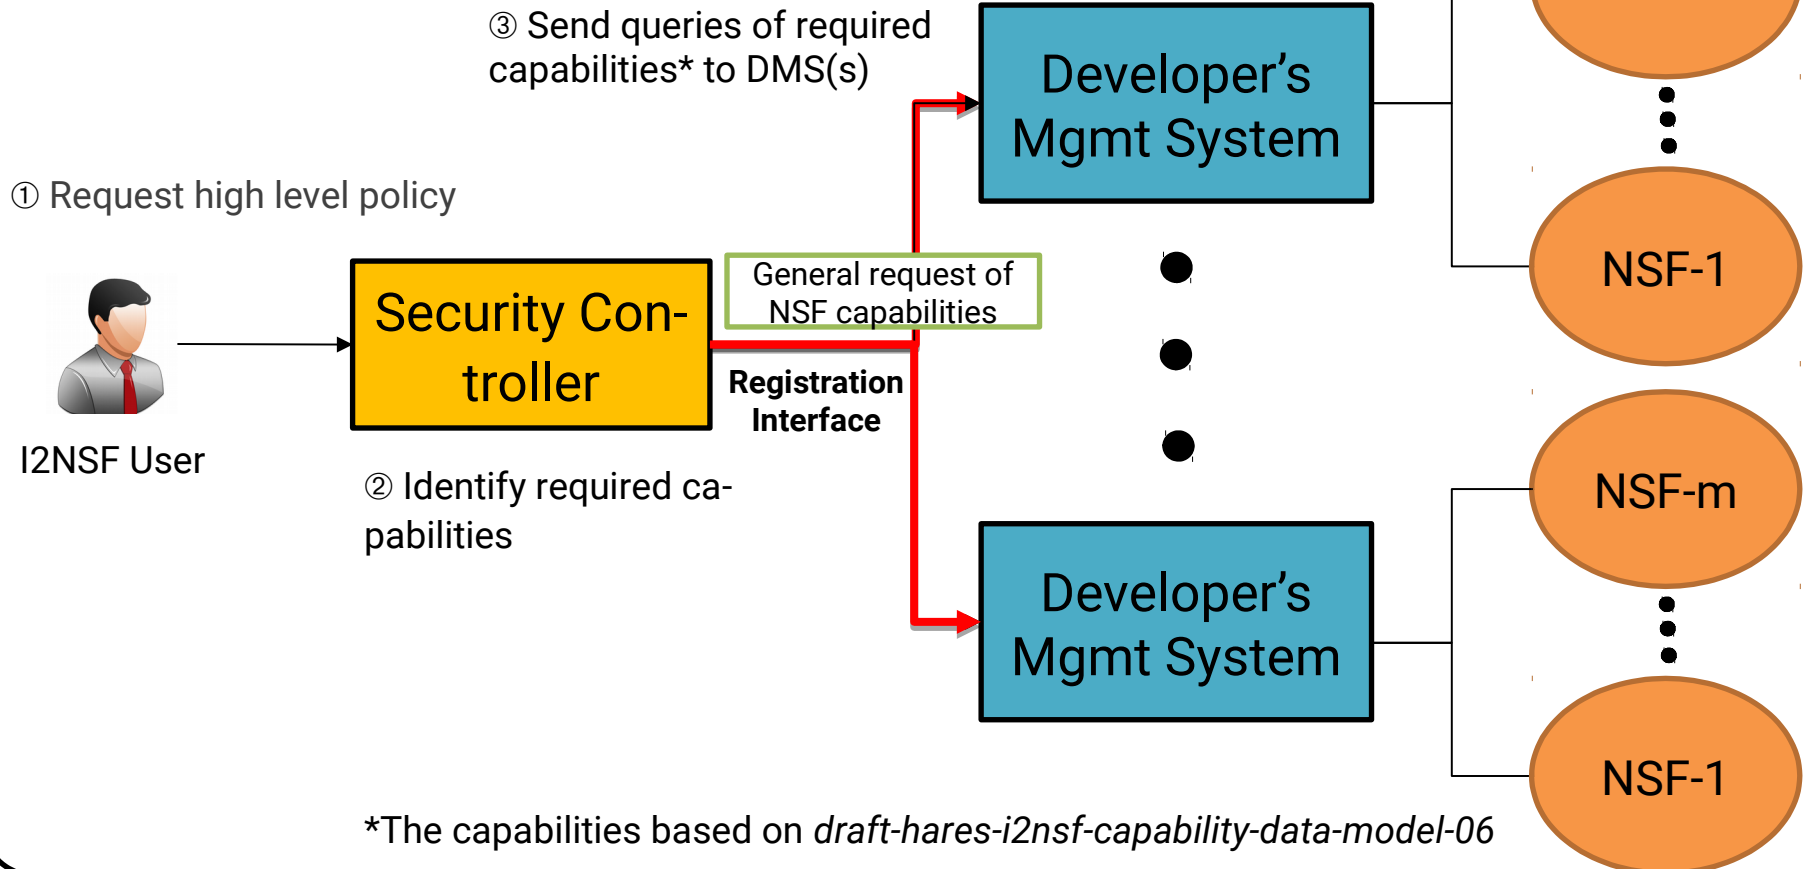 ③ Send queries of required
capabilities* to DMS(s)
Developer’s
Mgmt System
① Request high level policy
NSF-1
General request of
NSF capabilities
Security Con-
troller
Registration
Interface
I2NSF User
② Identify required ca-
pabilities
NSF-m
Developer’s
Mgmt System
NSF-1
*The capabilities based on draft-hares-i2nsf-capability-data-model-06